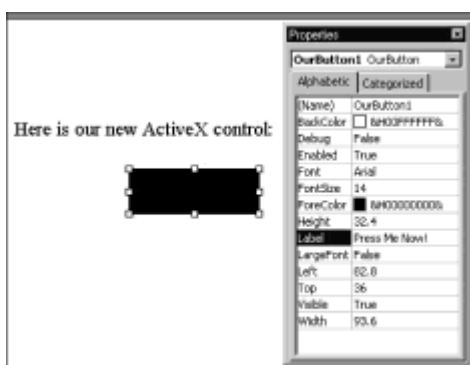 Properties
OurButton1 OurButton
Alphabetic Categorized
(Name) OurButton1
BackColor &H00FFFFFF&
Debug False
Enabled True
Font Arial
FontSize 14
ForeColor &H00000000&
Height 32.4
Label Press Me Now!
LargeFont False
Left 82.8
Top 36
Visible True
Width 93.6
Here is our new ActiveX control: